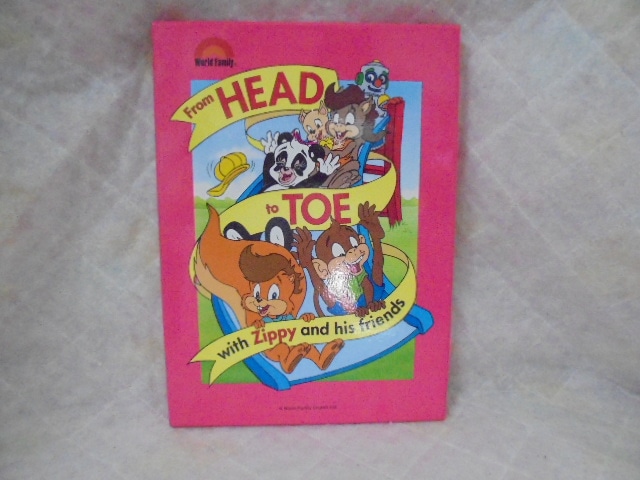 World Family
From HEAD
to TOE
with Zippy and his friends